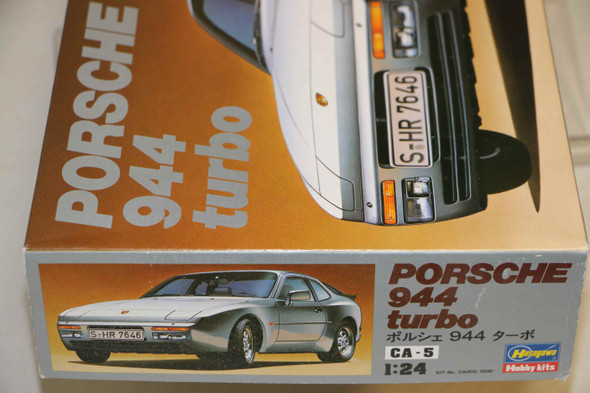 PORSCHE
944
turbo
S-HR 7646
S-HR 7646
PORSCHE
944
turbo
ポルシェ 944 ターボ
CA-5
1:24
Hasegawa
Hobby kits